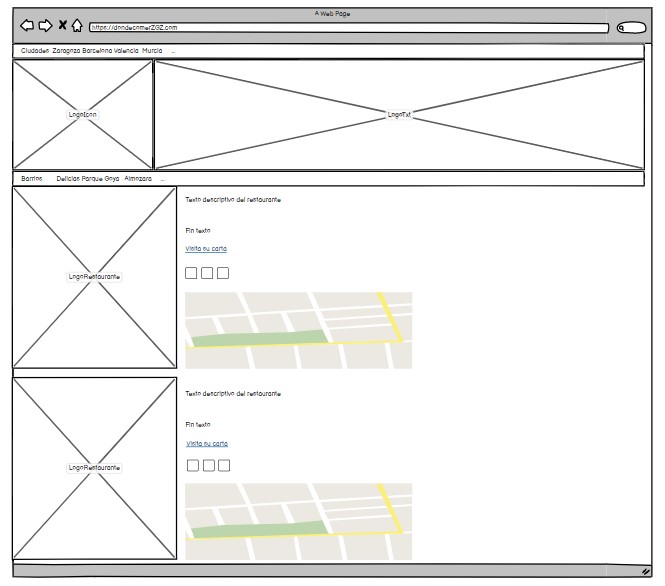 A Web Page
https://dondecomerZGZ.com
Ciudades Zaragoza Barcelona Valencia Murcia ...
LogoIcon
LogoTxt
Barrios Delicias Parque Goya Almozara ...
Texto descriptivo del restaurante
Fin texto
Visita su carta
LogoRestaurante
Texto descriptivo del restaurante
Fin texto
Visita su carta
LogoRestaurante